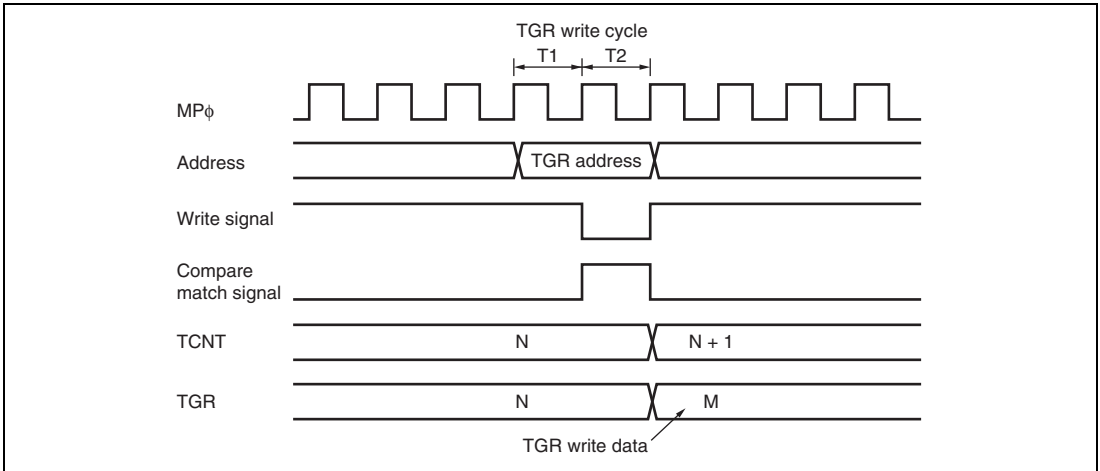 TGR write cycle
T1 T2
MPϕ
Address TGR address
Write signal
Compare
match signal
TCNT N N + 1
TGR N M
TGR write data